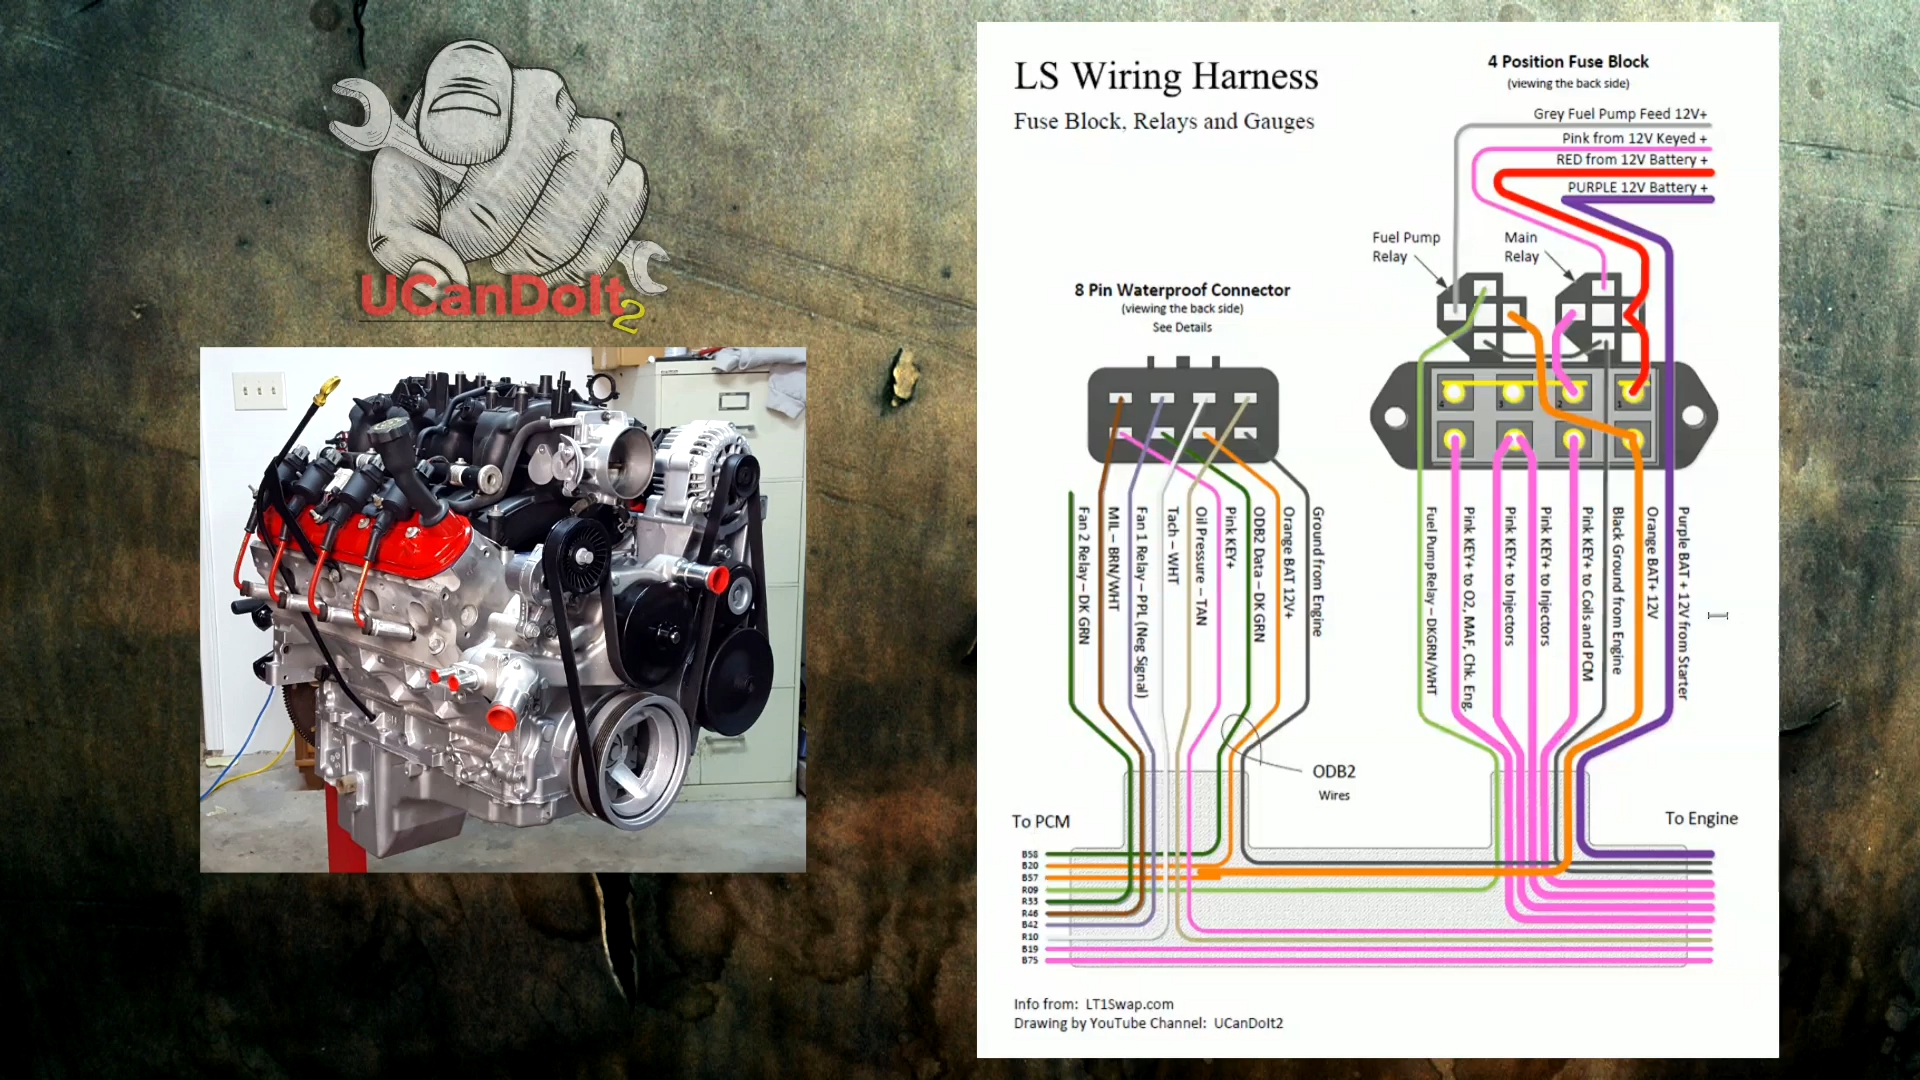 UCanDoIt2
LS Wiring Harness
Fuse Block, Relays and Gauges
4 Position Fuse Block
(viewing the back side)
Grey Fuel Pump Feed 12V+
Pink from 12V Keyed +
RED from 12V Battery +
PURPLE 12V Battery +
Fuel Pump
Relay
Main
Relay
8 Pin Waterproof Connector
(viewing the back side)
See Details
4
3
2
1
Fan 2 Relay – DK GRN
MIL – BRN/WHT
Fan 1 Relay – PPL (Neg Signal)
Tach – WHT
Oil Pressure – TAN
Pink KEY+
ODB2 Data – DK GRN
Orange BAT 12V+
Ground from Engine
Fuel Pump Relay – DKGRN/WHT
Pink KEY+ to O2, MAF, Chk. Eng.
Pink KEY+ to Injectors
Pink KEY+ to Injectors
Pink KEY+ to Coils and PCM
Black Ground from Engine
Orange BAT+ 12V
Purple BAT + 12V from Starter
ODB2
Wires
To PCM
To Engine
B58
B20
B57
R09
R33
R46
B42
R10
B19
B75
Info from: LT1Swap.com
Drawing by YouTube Channel: UCanDoIt2